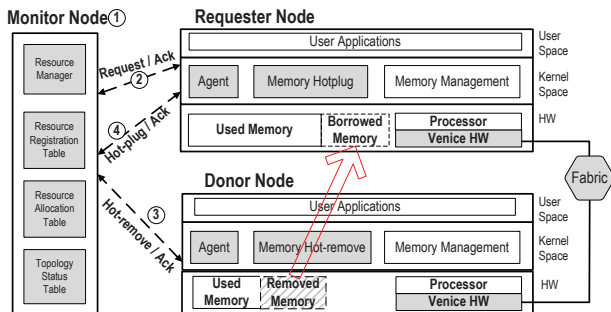 Monitor Node①
Resource
Manager
Resource
Registration
Table
Resource
Allocation
Table
Topology
Status
Table
Request / Ack
②
④
Hot-plug / Ack
③
Hot-remove / Ack
Requester Node
User Applications
User
Space
Agent
Memory Hotplug
Memory Management
Kernel
Space
Used Memory
Borrowed
Memory
Processor
Venice HW
HW
Fabric
Donor Node
User Applications
User
Space
Agent
Memory Hot-remove
Memory Management
Kernel
Space
Used
Memory
Removed
Memory
Processor
Venice HW
HW